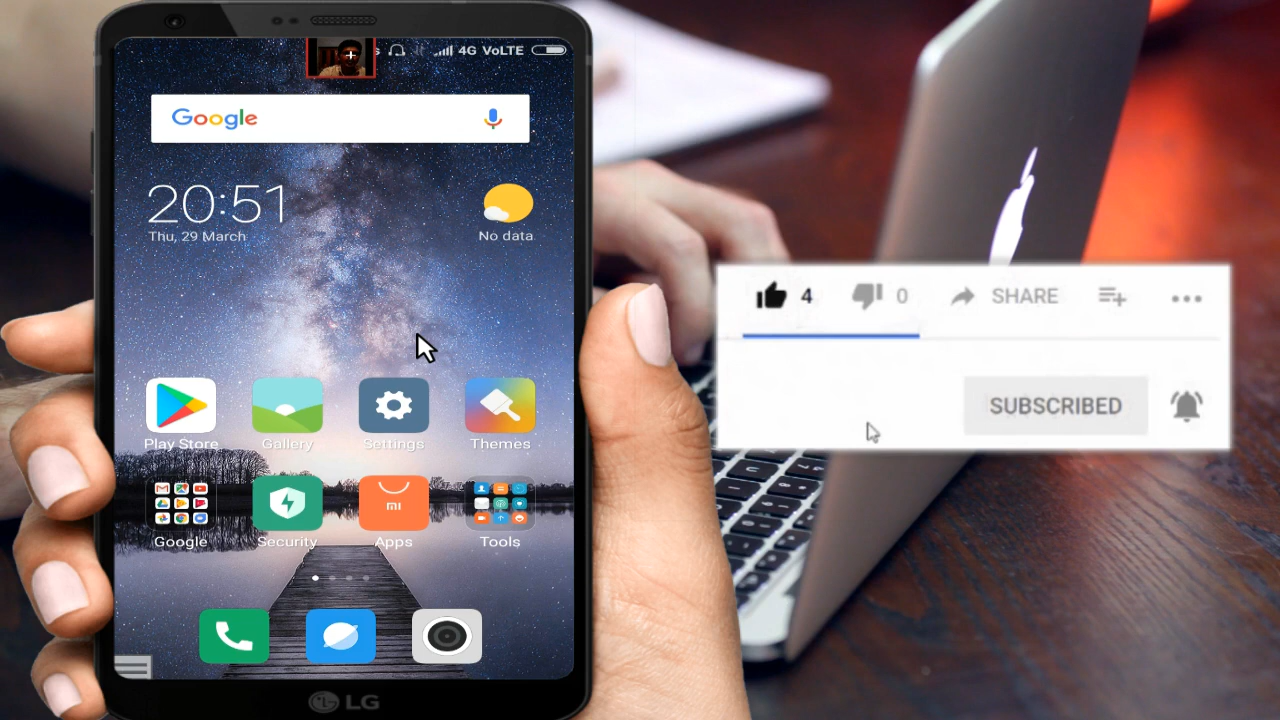 4G VoLTE
Google
20:51
Thu, 29 March
No data
Play Store Gallery Settings Themes
mi
Google Security Apps Tools
LG
4 0 SHARE
SUBSCRIBED